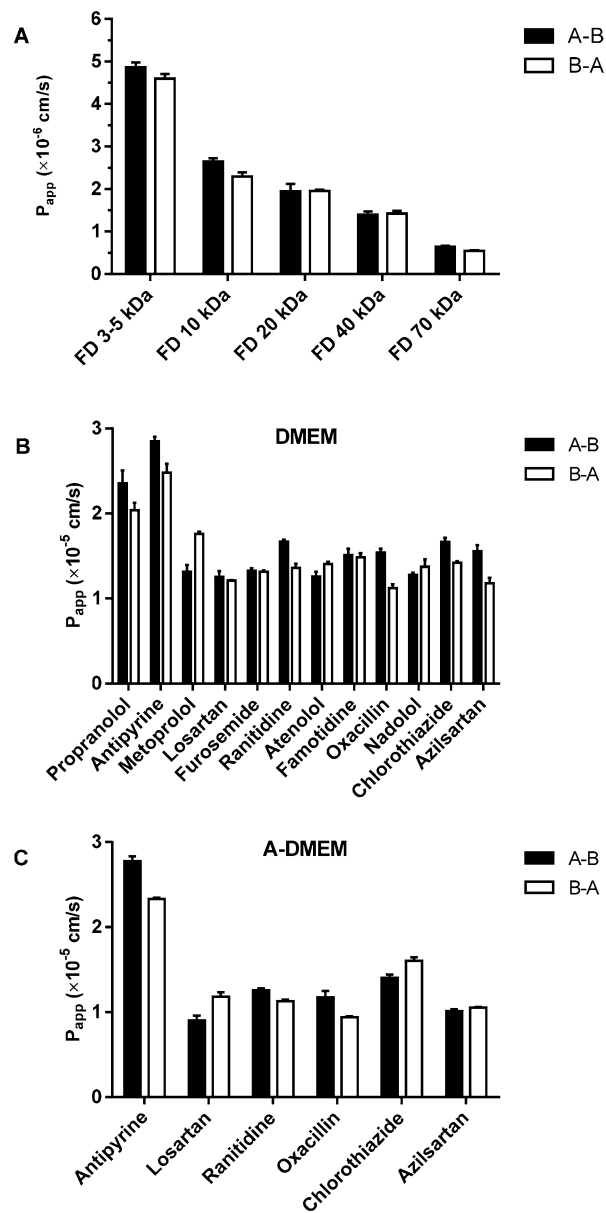 A
A-B
B-A
Papp (×10-6 cm/s)
6
5
4
3
2
1
0
FD 3-5 kDa
FD 10 kDa
FD 20 kDa
FD 40 kDa
FD 70 kDa
B
DMEM
A-B
B-A
Papp (×10-5 cm/s)
3
2
1
0
Propranolol
Antipyrine
Metoprolol
Losartan
Furosemide
Ranitidine
Atenolol
Famotidine
Oxacillin
Nadolol
Chlorothiazide
Azilsartan
C
A-DMEM
A-B
B-A
Papp (×10-5 cm/s)
3
2
1
0
Antipyrine
Losartan
Ranitidine
Oxacillin
Chlorothiazide
Azilsartan